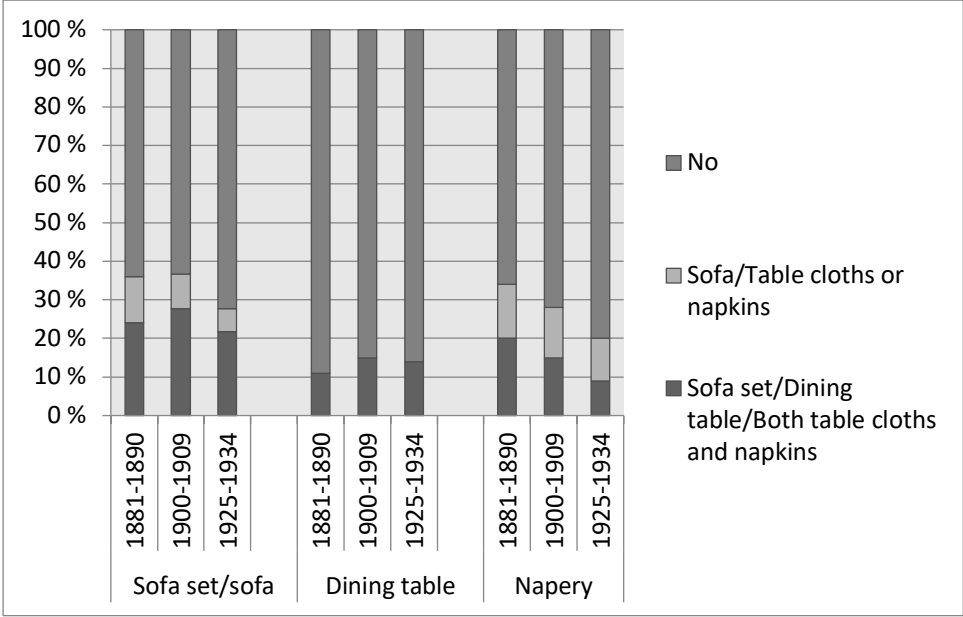 100 %
90 %
80 %
70 %
60 %
50 %
40 %
30 %
20 %
10 %
0 %
1881-1890
1900-1909
1925-1934
1881-1890
1900-1909
1925-1934
1881-1890
1900-1909
1925-1934
Sofa set/sofa
Dining table
Napery
No
Sofa/Table cloths or
napkins
Sofa set/Dining
table/Both table cloths
and napkins